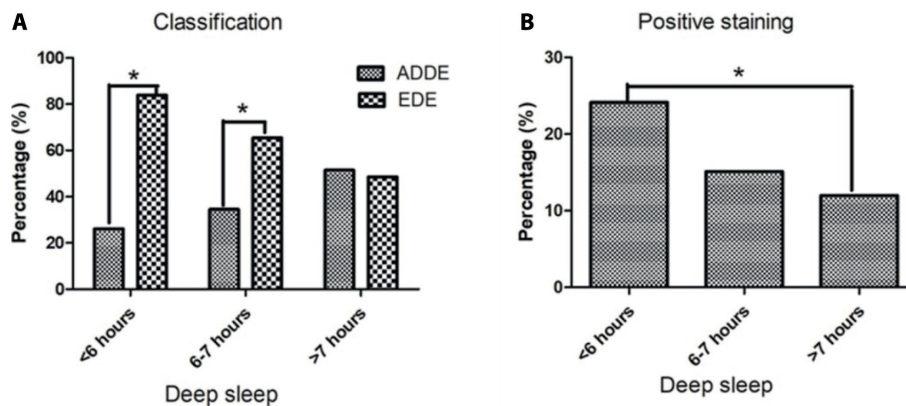 A
Classification
Percentage (%)
100
80
60
40
20
0
*
*
ADDE
EDE
<6 hours
6-7 hours
>7 hours
Deep sleep
B
Positive staining
Percentage (%)
30
20
10
0
*
<6 hours
6-7 hours
>7 hours
Deep sleep